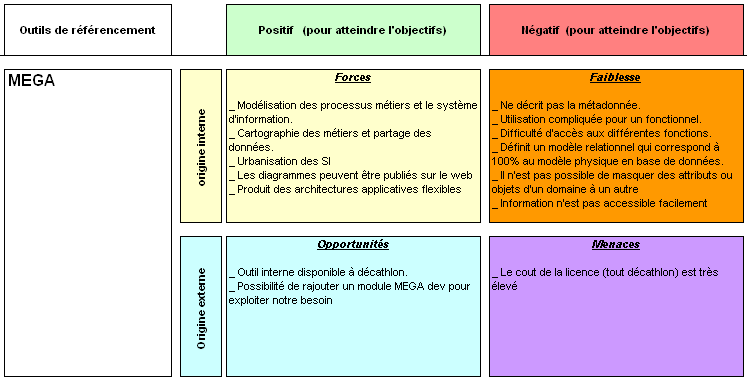 Outils de référencement
Positif (pour atteindre l'objectifs)
Négatif (pour atteindre l'objectifs)
MEGA
origine interne
Forces
_ Modélisation des processus métiers et le système
d'information.
_ Cartographie des métiers et partage des
données.
_ Urbanisation des SI
_ Les diagrammes peuvent être publiés sur le web
_ Produit des architectures applicatives flexibles
Faiblesse
_ Ne décrit pas la métadonnée.
_ Utilisation compliquée pour un fonctionnel.
_ Difficulté d'accès aux différentes fonctions.
_ Définit un modèle relationnel qui correspond à
100% au modèle physique en base de données.
_ Il n'est pas possible de masquer des attributs ou
objets d'un domaine à un autre
_ Information n'est pas accessible facilement
Origine externe
Opportunités
_ Outil interne disponible à décathlon.
_ Possibilité de rajouter un module MEGA dev pour
exploiter notre besoin
Menaces
_ Le cout de la licence (tout décathlon) est très
élevé